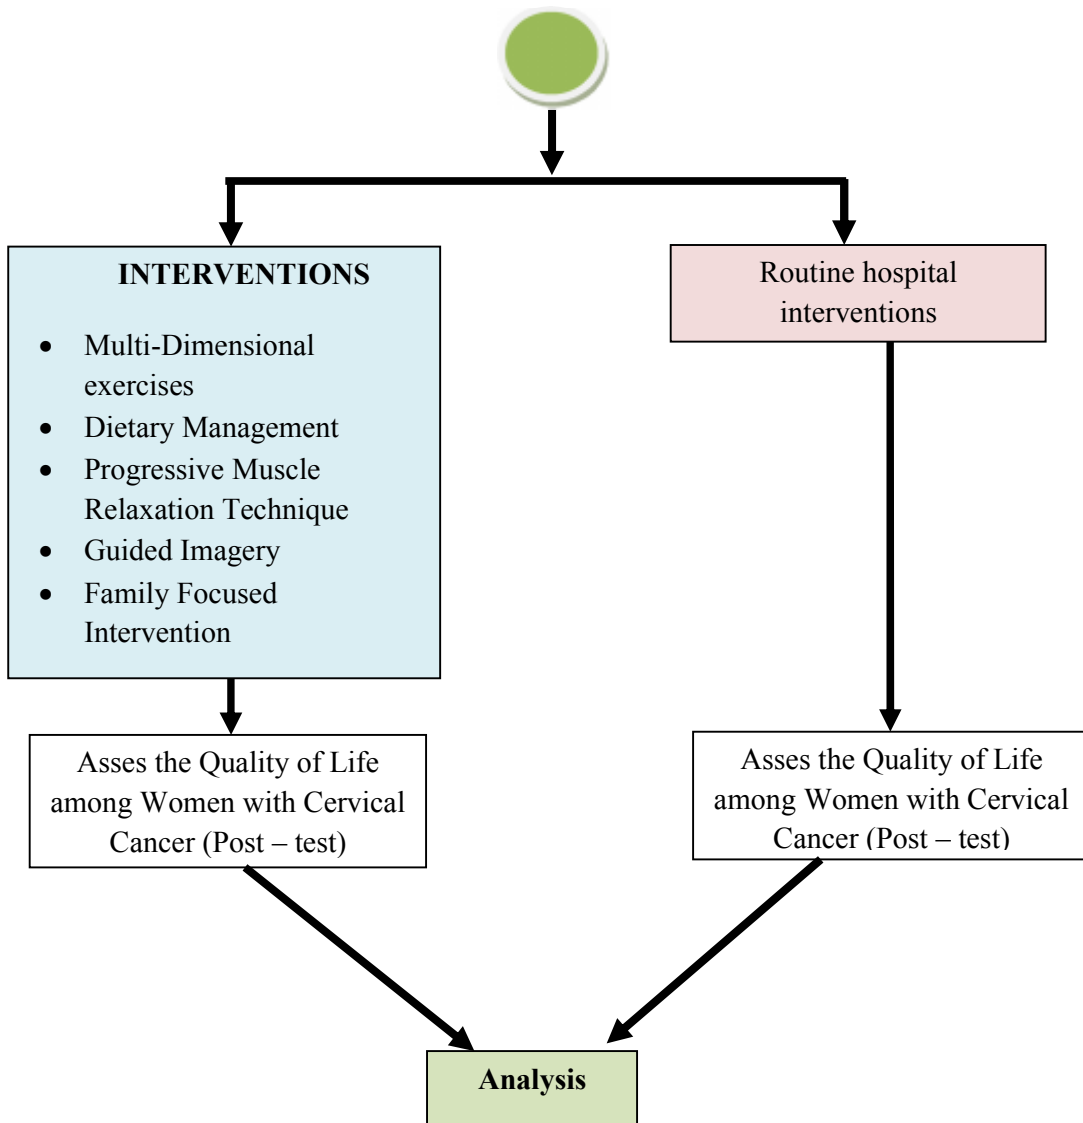 INTERVENTIONS
• Multi-Dimensional
exercises
• Dietary Management
• Progressive Muscle
Relaxation Technique
• Guided Imagery
• Family Focused
Intervention
Routine hospital
interventions
Asses the Quality of Life
among Women with Cervical
Cancer (Post – test)
Asses the Quality of Life
among Women with Cervical
Cancer (Post – test)
Analysis